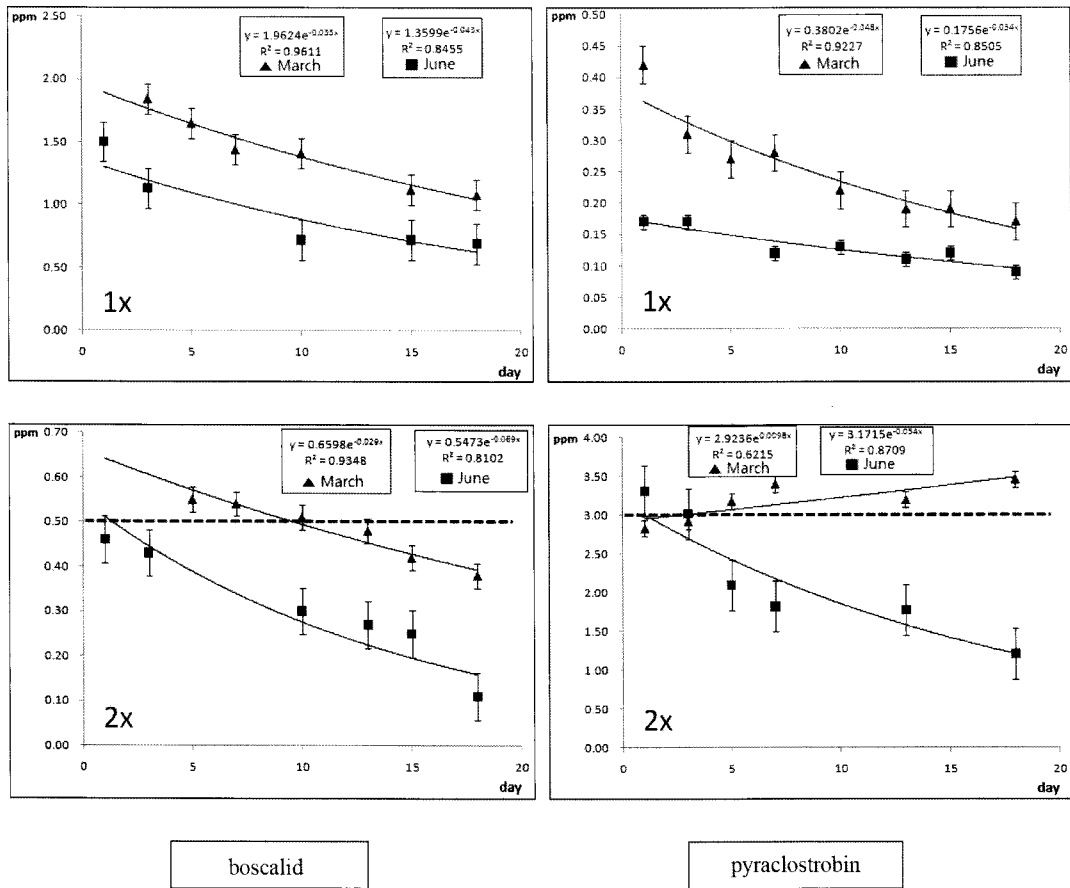 ppm
2.50
2.00
1.50
1.00
0.50
0.00
y = 1.9624e-0.035x
R² = 0.9611
▲ March
y = 1.3599e-0.043x
R² = 0.8455
■ June
1x
0 5 10 15 20
day
ppm
0.50
0.45
0.40
0.35
0.30
0.25
0.20
0.15
0.10
0.05
0.00
y = 0.3802e-0.048x
R² = 0.9227
▲ March
y = 0.1756e-0.034x
R² = 0.8505
■ June
1x
0 5 10 15 20
day
ppm
0.70
0.60
0.50
0.40
0.30
0.20
0.10
0.00
y = 0.6598e-0.029x
R² = 0.9348
▲ March
y = 0.5473e-0.069x
R² = 0.8102
■ June
2x
0 5 10 15 20
day
ppm
4.00
3.50
3.00
2.50
2.00
1.50
1.00
0.50
0.00
y = 2.9236e0.0098x
R² = 0.6215
▲ March
y = 3.1715e-0.054x
R² = 0.8709
■ June
2x
0 5 10 15 20
day
boscalid
pyraclostrobin